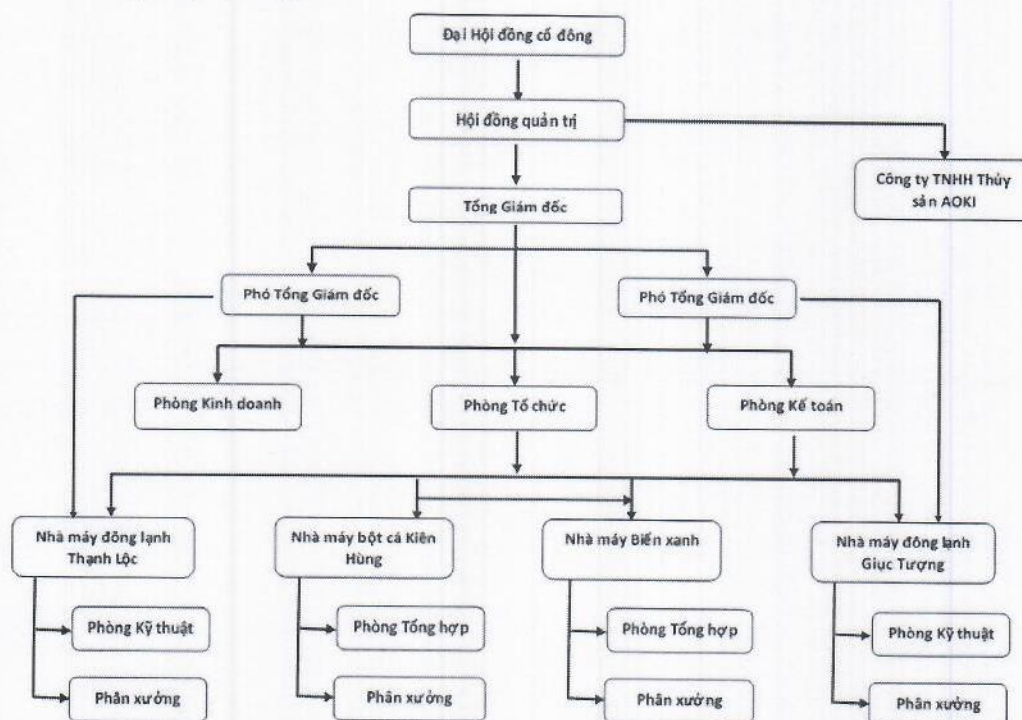 Đại Hội đồng cổ đông
Hội đồng quản trị
Công ty TNHH Thủy
sản AOKI
Tổng Giám đốc
Phó Tổng Giám đốc
Phó Tổng Giám đốc
Phòng Kinh doanh
Phòng Tổ chức
Phòng Kế toán
Nhà máy đông lạnh
Thạnh Lộc
Nhà máy bột cá Kiên
Hùng
Nhà máy Biển xanh
Nhà máy đông lạnh
Giục Tượng
Phòng Kỹ thuật
Phòng Tổng hợp
Phòng Tổng hợp
Phòng Kỹ thuật
Phân xưởng
Phân xưởng
Phân xưởng
Phân xưởng